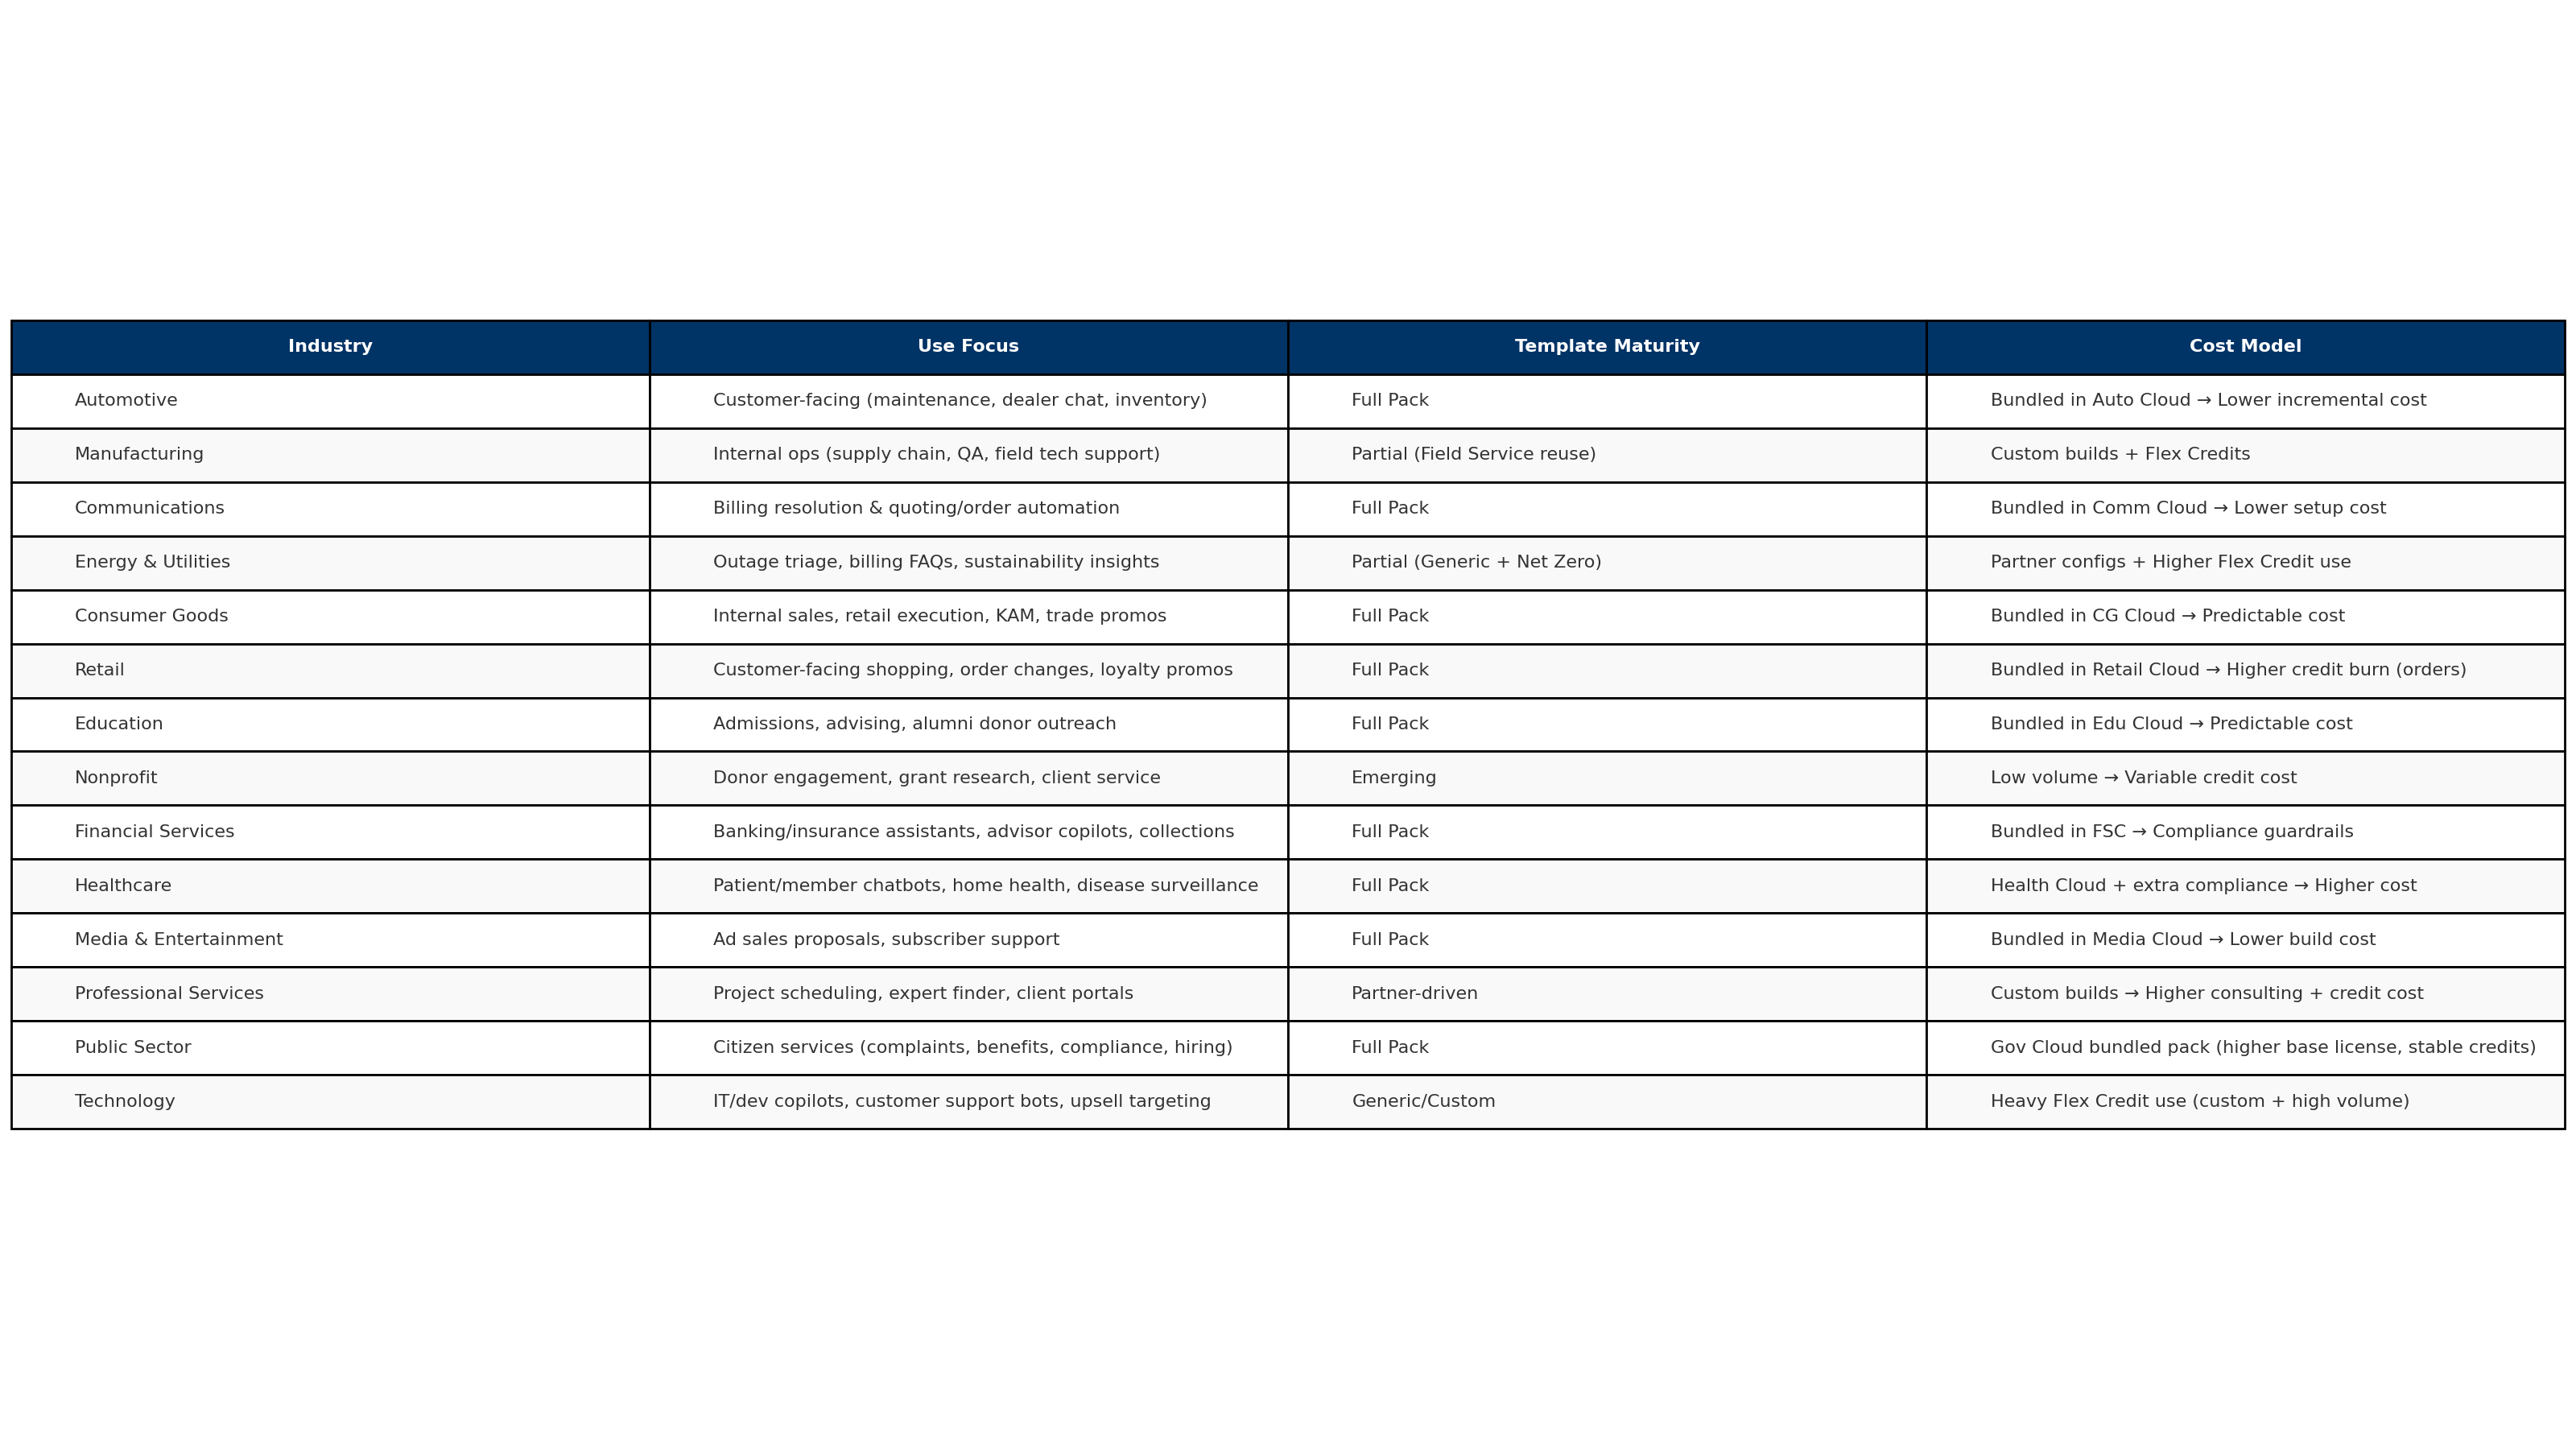 Industry Use Focus Template Maturity Cost Model
Automotive Customer-facing (maintenance, dealer chat, inventory) Full Pack Bundled in Auto Cloud → Lower incremental cost
Manufacturing Internal ops (supply chain, QA, field tech support) Partial (Field Service reuse) Custom builds + Flex Credits
Communications Billing resolution & quoting/order automation Full Pack Bundled in Comm Cloud → Lower setup cost
Energy & Utilities Outage triage, billing FAQs, sustainability insights Partial (Generic + Net Zero) Partner configs + Higher Flex Credit use
Consumer Goods Internal sales, retail execution, KAM, trade promos Full Pack Bundled in CG Cloud → Predictable cost
Retail Customer-facing shopping, order changes, loyalty promos Full Pack Bundled in Retail Cloud → Higher credit burn (orders)
Education Admissions, advising, alumni donor outreach Full Pack Bundled in Edu Cloud → Predictable cost
Nonprofit Donor engagement, grant research, client service Emerging Low volume → Variable credit cost
Financial Services Banking/insurance assistants, advisor copilots, collections Full Pack Bundled in FSC → Compliance guardrails
Healthcare Patient/member chatbots, home health, disease surveillance Full Pack Health Cloud + extra compliance → Higher cost
Media & Entertainment Ad sales proposals, subscriber support Full Pack Bundled in Media Cloud → Lower build cost
Professional Services Project scheduling, expert finder, client portals Partner-driven Custom builds → Higher consulting + credit cost
Public Sector Citizen services (complaints, benefits, compliance, hiring) Full Pack Gov Cloud bundled pack (higher base license, stable credits)
Technology IT/dev copilots, customer support bots, upsell targeting Generic/Custom Heavy Flex Credit use (custom + high volume)